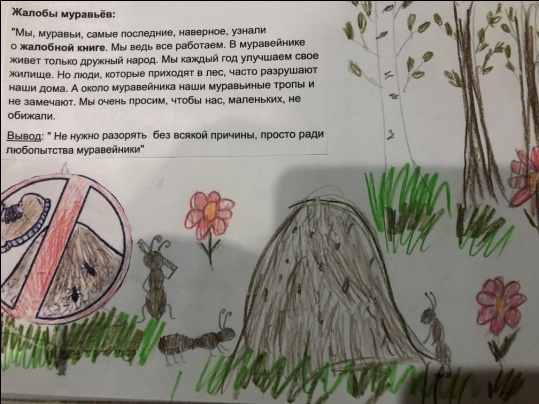 Жалобы муравьёв:
"Мы, муравьи, самые последние, наверное, узнали
о жалобной книге. Мы ведь все работаем. В муравейнике
живет только дружный народ. Мы каждый год улучшаем свое
жилище. Но люди, которые приходят в лес, часто разрушают
наши дома. А около муравейника наши муравьиные тропы и
не замечают. Мы очень просим, чтобы нас, маленьких, не
обижали.
Вывод: " Не нужно разорять без всякой причины, просто ради
любопытства муравейники"